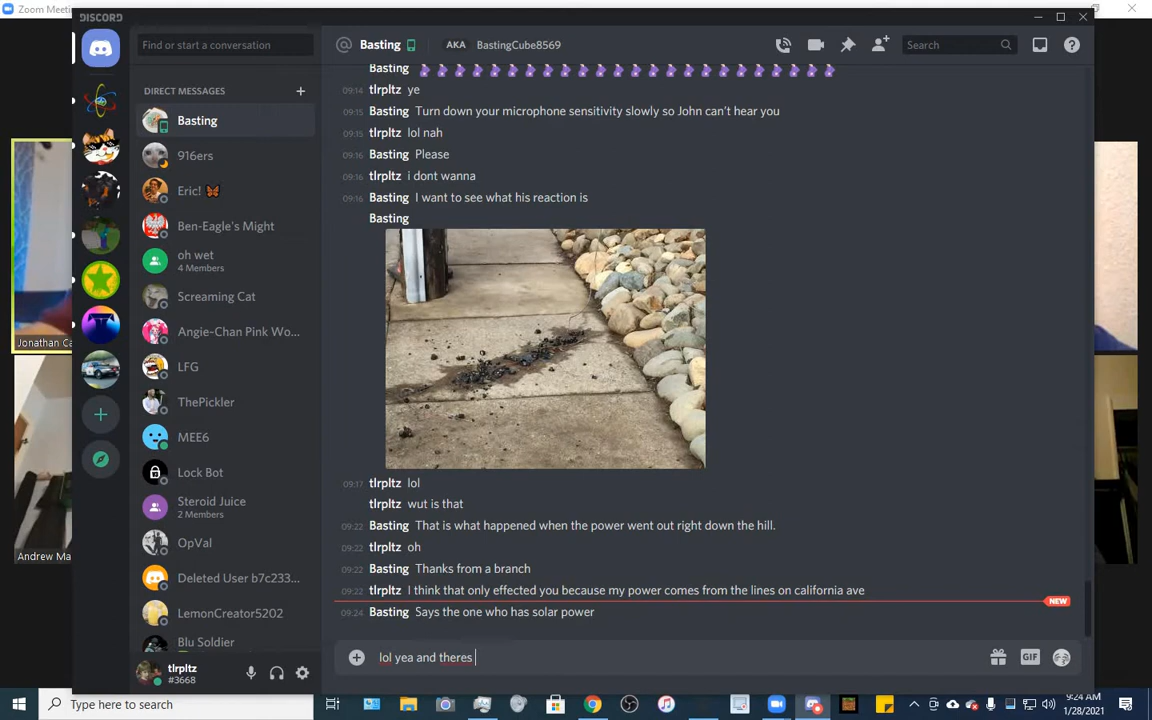 Zoom Meeti
DISCORD
Find or start a conversation
Basting
AKA
BastingCube8569
Search
DIRECT MESSAGES
Basting
916ers
Eric!
Ben-Eagle's Might
oh wet
4 Members
Screaming Cat
Angie-Chan Pink Wo...
LFG
ThePickler
MEE6
Lock Bot
Steroid Juice
2 Members
OpVal
Deleted User b7c233...
LemonCreator5202
Blu Soldier
tlrpltz
#3668
Basting
09:14 tlrpltz ye
09:15 Basting Turn down your microphone sensitivity slowly so John can't hear you
09:15 tlrpltz lol nah
09:16 Basting Please
09:16 tlrpltz i dont wanna
09:16 Basting I want to see what his reaction is
Basting
09:17 tlrpltz lol
tlrpltz wut is that
09:22 Basting That is what happened when the power went out right down the hill.
09:22 tlrpltz oh
09:22 Basting Thanks from a branch
09:22 tlrpltz I think that only effected you because my power comes from the lines on california ave
NEW
09:24 Basting Says the one who has solar power
lol yea and theres
GIF
Jonathan Ca
Andrew Ma
Type here to search
9:24 AM
1/28/2021